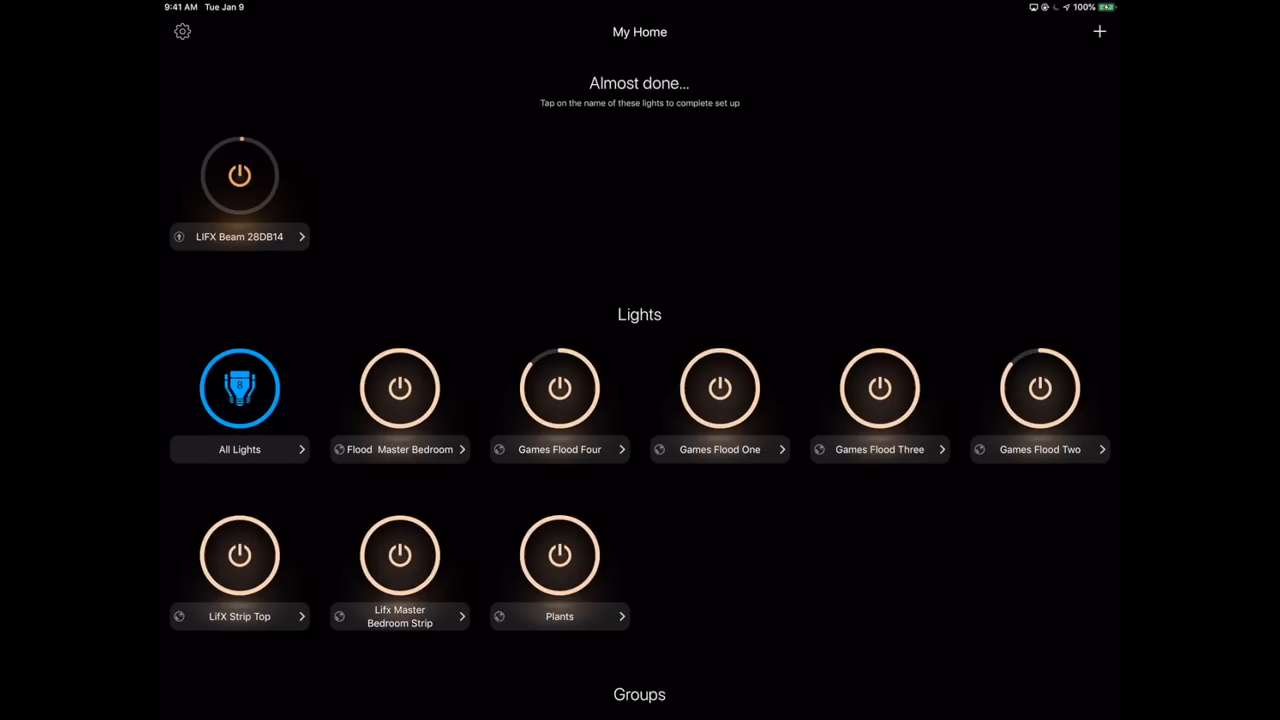 9:41 AM Tue Jan 9
100%
My Home
Almost done...
Tap on the name of these lights to complete set up
LIFX Beam 28DB14
Lights
8
All Lights
Flood Master Bedroom
Games Flood Four
Games Flood One
Games Flood Three
Games Flood Two
LifX Strip Top
Lifx Master
Bedroom Strip
Plants
Groups